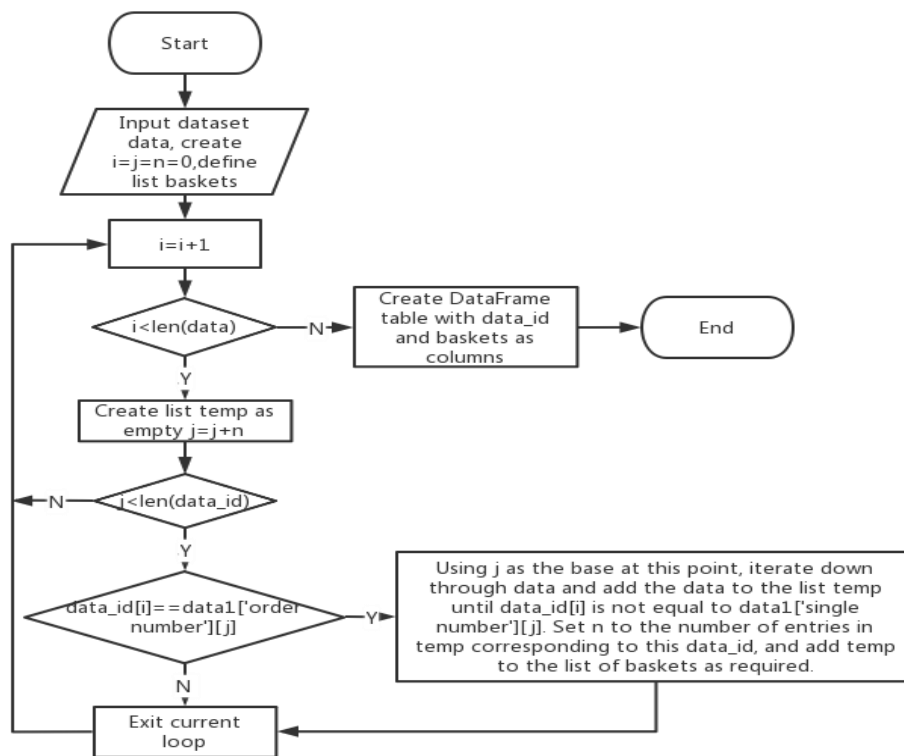 Start
Input dataset
data, create
i=j=n=0,define
list baskets
i=i+1
i<len(data)
N
Create DataFrame
table with data_id
and baskets as
columns
End
Y
Create list temp as
empty j=j+n
j<len(data_id)
N
Y
data_id[i]==data1['order
number'][j]
Y
Using j as the base at this point, iterate down
through data and add the data to the list temp
until data_id[i] is not equal to data1['single
number'][j]. Set n to the number of entries in
temp corresponding to this data_id, and add temp
to the list of baskets as required.
N
Exit current
loop